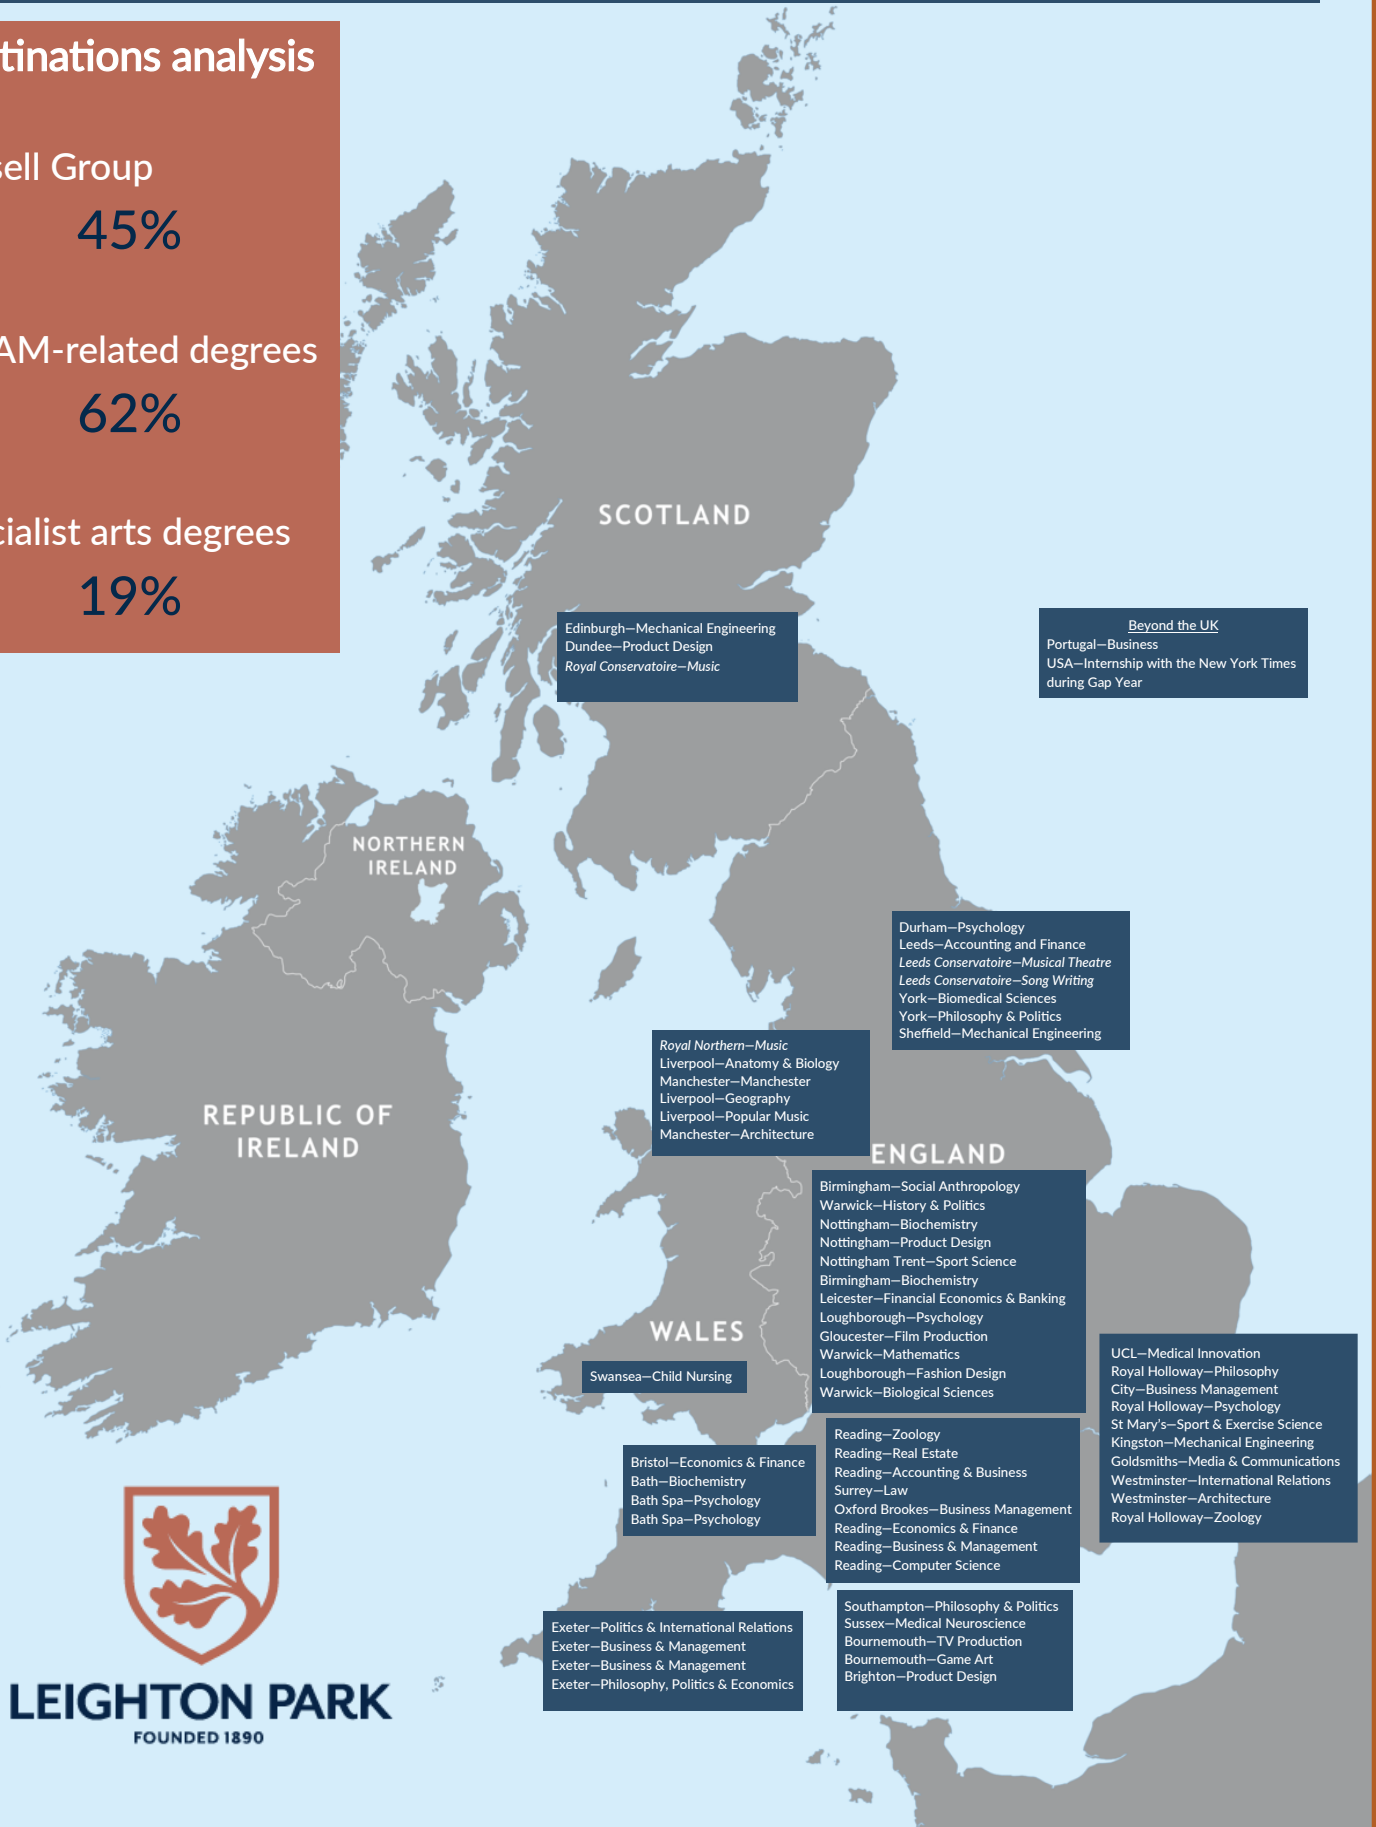 tinations analysis
sell Group
45%
AM-related degrees
62%
cialist arts degrees
19%
SCOTLAND
Edinburgh—Mechanical Engineering
Dundee—Product Design
Royal Conservatoire—Music
Beyond the UK
Portugal—Business
USA—Internship with the New York Times
during Gap Year
NORTHERN
IRELAND
Durham—Psychology
Leeds—Accounting and Finance
Leeds Conservatoire—Musical Theatre
Leeds Conservatoire—Song Writing
York—Biomedical Sciences
York—Philosophy & Politics
Sheffield—Mechanical Engineering
Royal Northern—Music
Liverpool—Anatomy & Biology
Manchester—Manchester
Liverpool—Geography
Liverpool—Popular Music
Manchester—Architecture
REPUBLIC OF
IRELAND
ENGLAND
Birmingham—Social Anthropology
Warwick—History & Politics
Nottingham—Biochemistry
Nottingham—Product Design
Nottingham Trent—Sport Science
Birmingham—Biochemistry
Leicester—Financial Economics & Banking
Loughborough—Psychology
Gloucester—Film Production
Warwick—Mathematics
Loughborough—Fashion Design
Warwick—Biological Sciences
WALES
Swansea—Child Nursing
UCL—Medical Innovation
Royal Holloway—Philosophy
City—Business Management
Royal Holloway—Psychology
St Mary's—Sport & Exercise Science
Kingston—Mechanical Engineering
Goldsmiths—Media & Communications
Westminster—International Relations
Westminster—Architecture
Royal Holloway—Zoology
Reading—Zoology
Reading—Real Estate
Reading—Accounting & Business
Surrey—Law
Oxford Brookes—Business Management
Reading—Economics & Finance
Reading—Business & Management
Reading—Computer Science
Bristol—Economics & Finance
Bath—Biochemistry
Bath Spa—Psychology
Bath Spa—Psychology
Southampton—Philosophy & Politics
Sussex—Medical Neuroscience
Bournemouth—TV Production
Bournemouth—Game Art
Brighton—Product Design
Exeter—Politics & International Relations
Exeter—Business & Management
Exeter—Business & Management
Exeter—Philosophy, Politics & Economics
LEIGHTON PARK
FOUNDED 1890